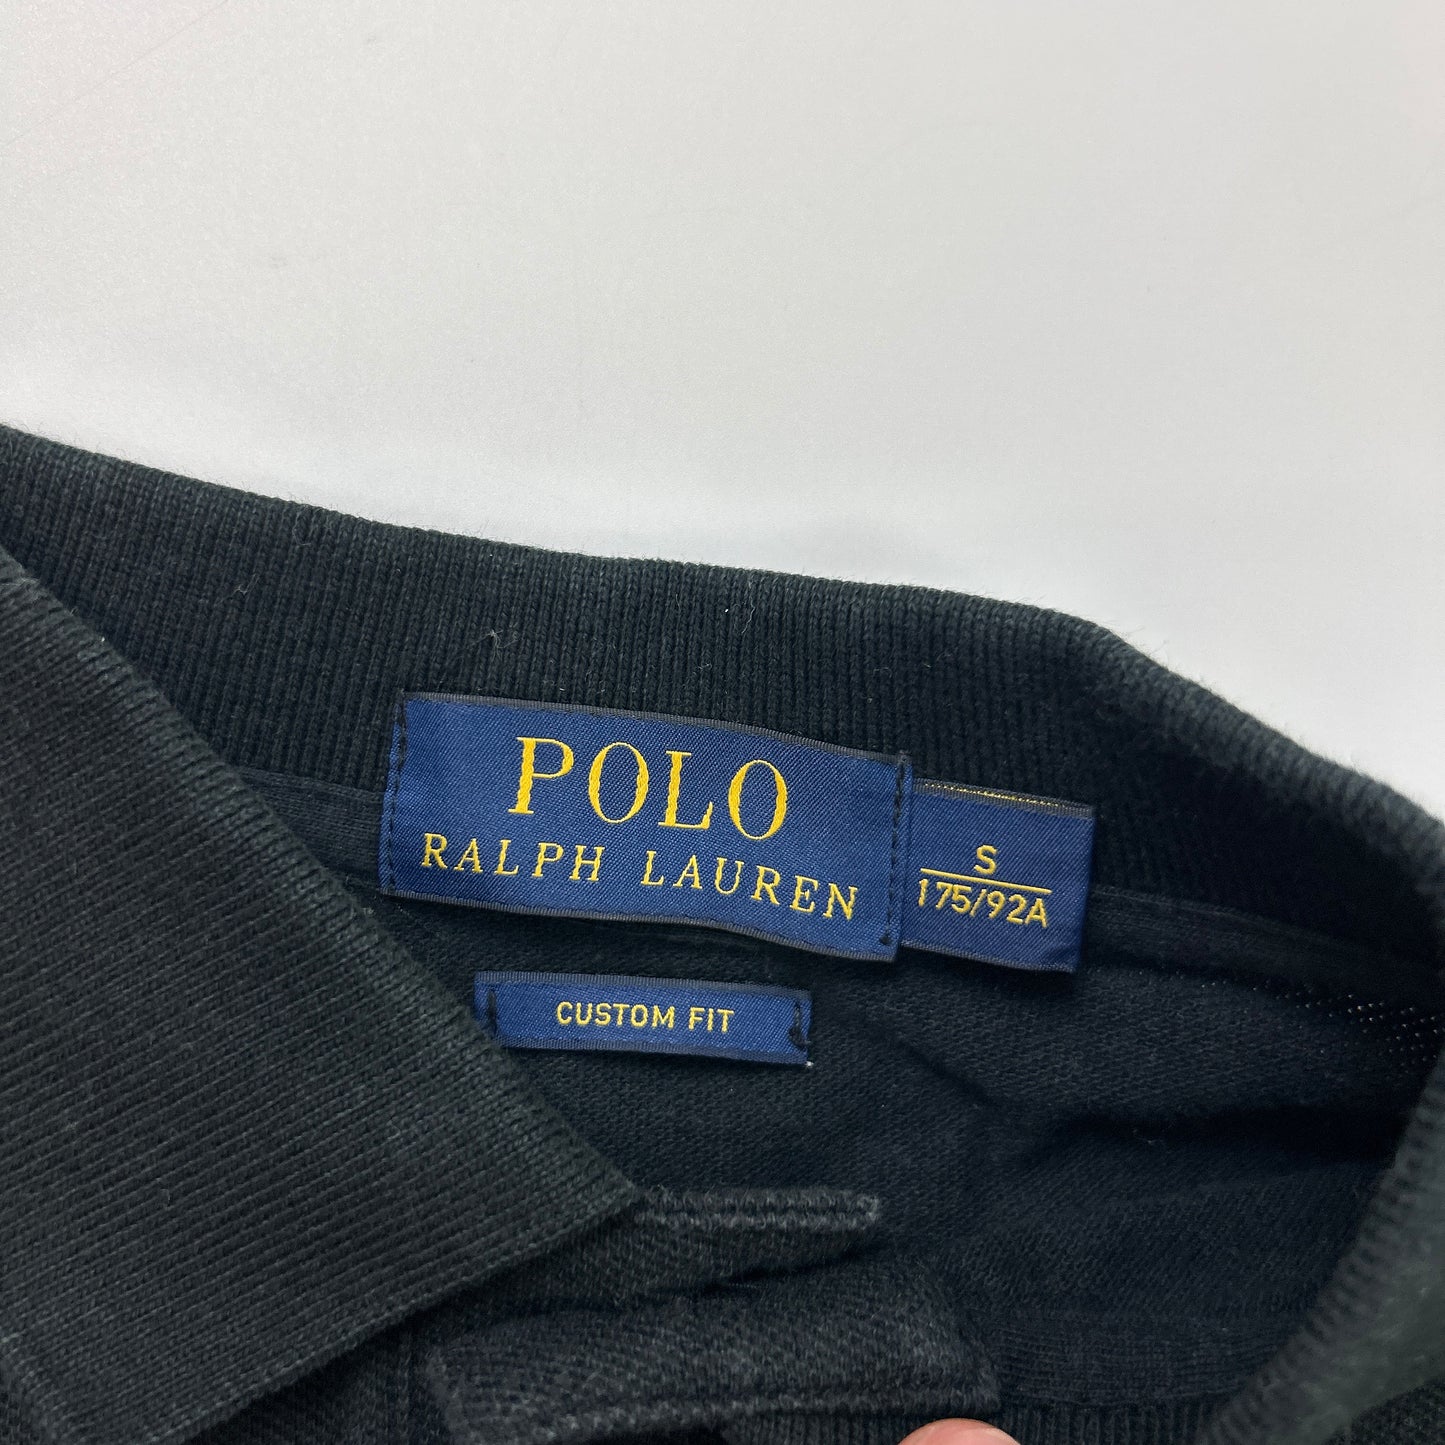 POLO
RALPH LAUREN
S
175/92A
CUSTOM FIT